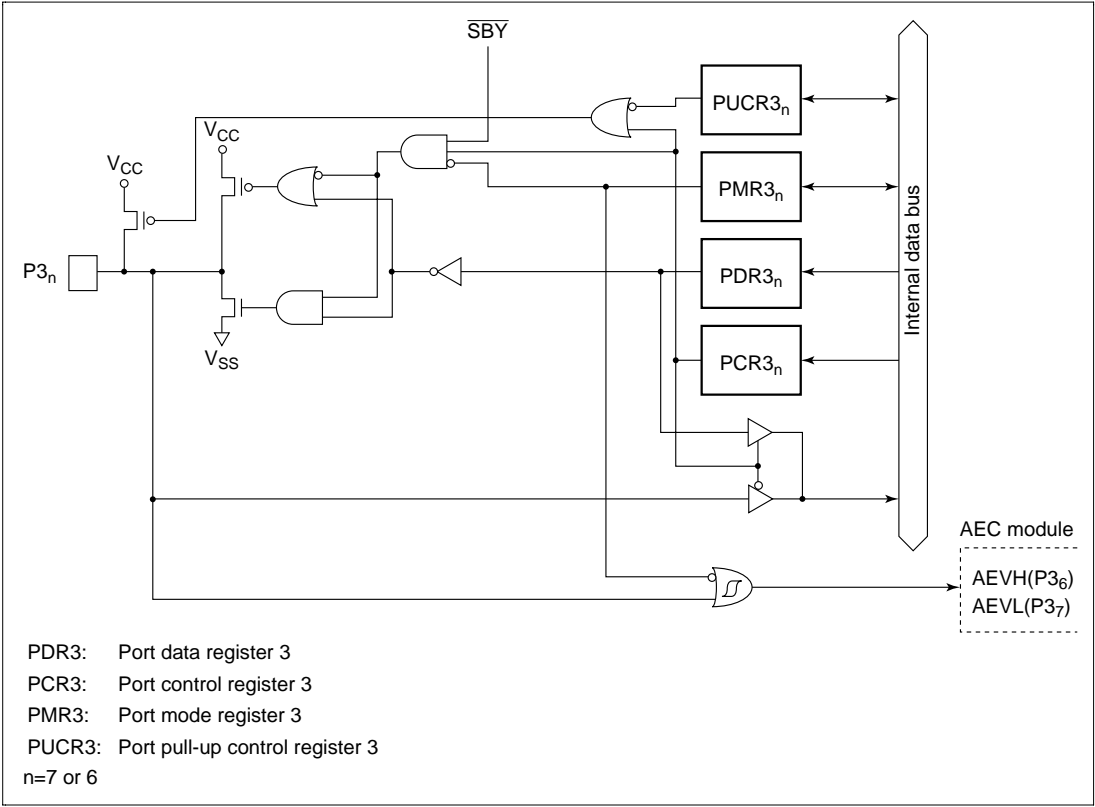 SBY
PUCR3n
VCC
VCC
PMR3n
P3n
PDR3n
Internal data bus
VSS
PCR3n
AEC module
AEVH(P36)
AEVL(P37)
PDR3: Port data register 3
PCR3: Port control register 3
PMR3: Port mode register 3
PUCR3: Port pull-up control register 3
n=7 or 6